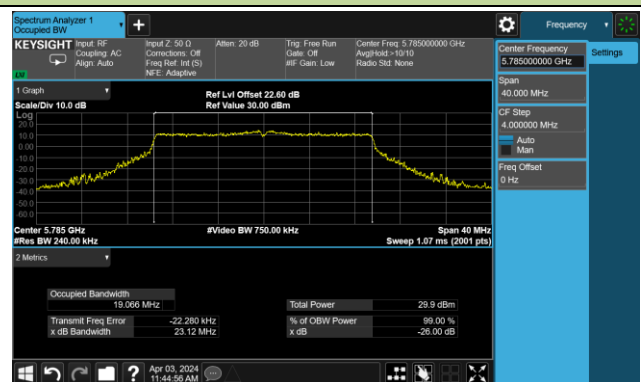 Spectrum Analyzer 1
Occupied BW
+
Frequency
KEYSIGHT
Input: RF
Coupling: AC
Align: Auto
Input Z: 50 Ω
Corrections: Off
Freq Ref: Int (S)
NFE: Adaptive
Atten: 20 dB
Trig: Free Run
Gate: Off
#IF Gain: Low
Center Freq: 5.785000000 GHz
Avg|Hold:>10/10
Radio Std: None
Center Frequency
5.785000000 GHz
Settings
Span
40.000 MHz
CF Step
4.000000 MHz
Auto
Man
Freq Offset
0 Hz
1 Graph
Scale/Div 10.0 dB
Ref Lvl Offset 22.60 dB
Ref Value 30.00 dBm
Log
20.0
10.0
0.00
-10.0
-20.0
-30.0
-40.0
-50.0
-60.0
Center 5.785 GHz
#Video BW 750.00 kHz
Span 40 MHz
#Res BW 240.00 kHz
Sweep 1.07 ms (2001 pts)
2 Metrics
Occupied Bandwidth
19.066 MHz
Total Power 29.9 dBm
Transmit Freq Error -22.280 kHz
% of OBW Power 99.00 %
x dB Bandwidth 23.12 MHz
x dB -26.00 dB
?
Apr 03, 2024
11:44:56 AM